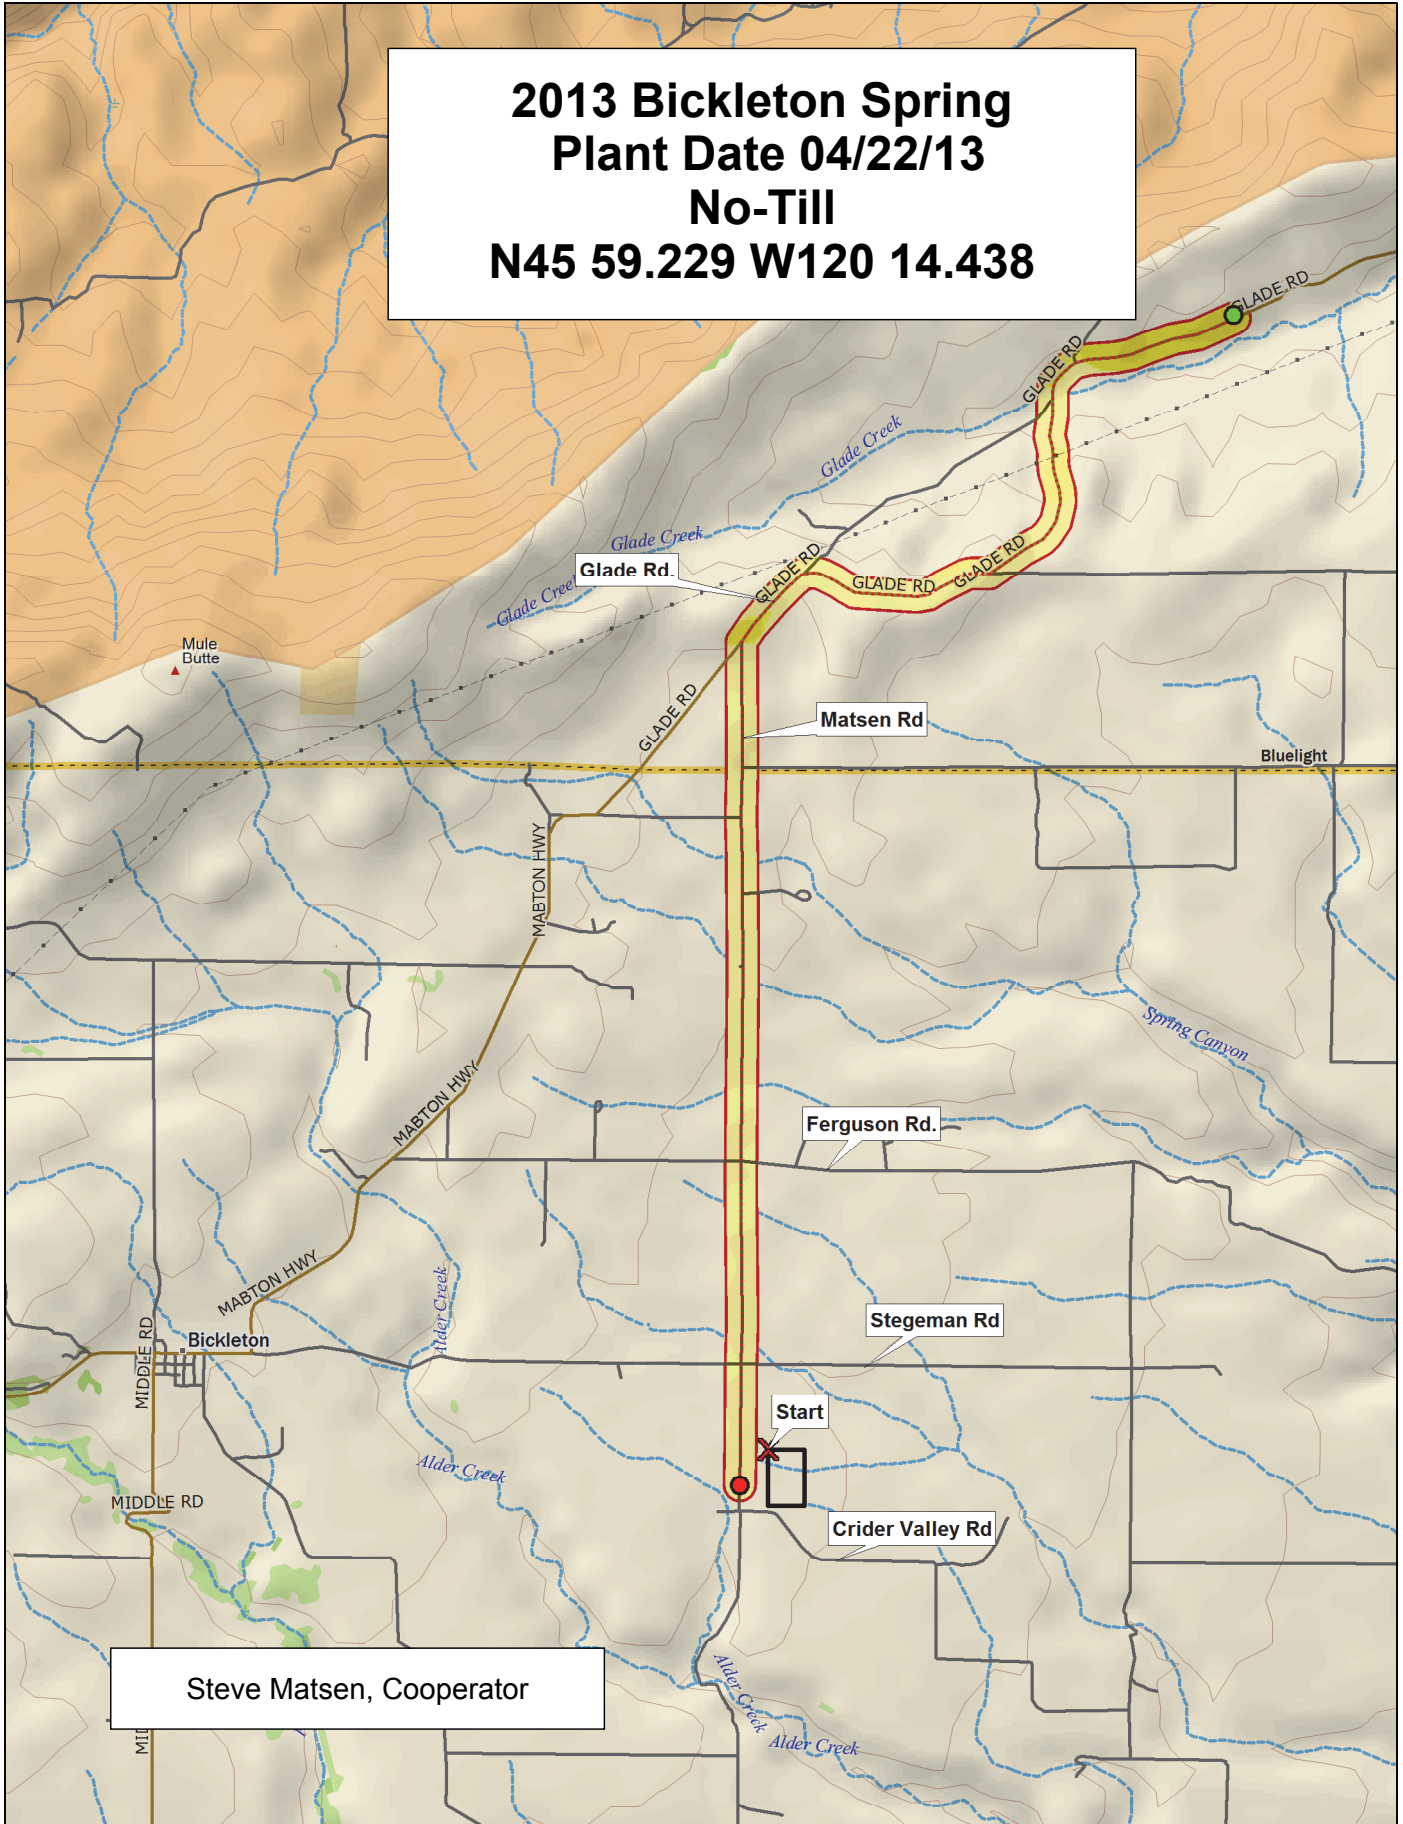 2013 Bickleton Spring
Plant Date 04/22/13
No-Till
N45 59.229 W120 14.438
GLADE RD
GLADE RD
Glade Creek
Glade Creek
Glade Rd.
GLADE RD
GLADE RD
GLADE RD
Glade Creek
Mule
Butte
GLADE RD
Matsen Rd
Bluelight
MABTON HWY
Spring Canyon
MABTON HWY
Ferguson Rd.
MABTON HWY
Alder Creek
Stegeman Rd
Bickleton
MIDDLE RD
Start
Alder Creek
MIDDLE RD
Crider Valley Rd
Steve Matsen, Cooperator
Alder Creek
Alder Creek